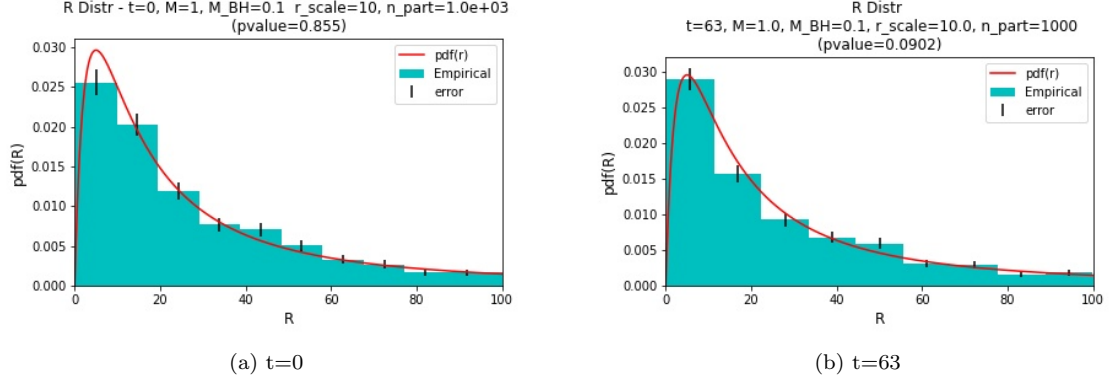 R Distr - t=0, M=1, M_BH=0.1 r_scale=10, n_part=1.0e+03
(pvalue=0.855)
pdf(r)
Empirical
error
pdf(R)
0.030
0.025
0.020
0.015
0.010
0.005
0.000
0 20 40 60 80 100
R
(a) t=0
R Distr
t=63, M=1.0, M_BH=0.1, r_scale=10.0, n_part=1000
(pvalue=0.0902)
pdf(r)
Empirical
error
pdf(R)
0.030
0.025
0.020
0.015
0.010
0.005
0.000
0 20 40 60 80 100
R
(b) t=63